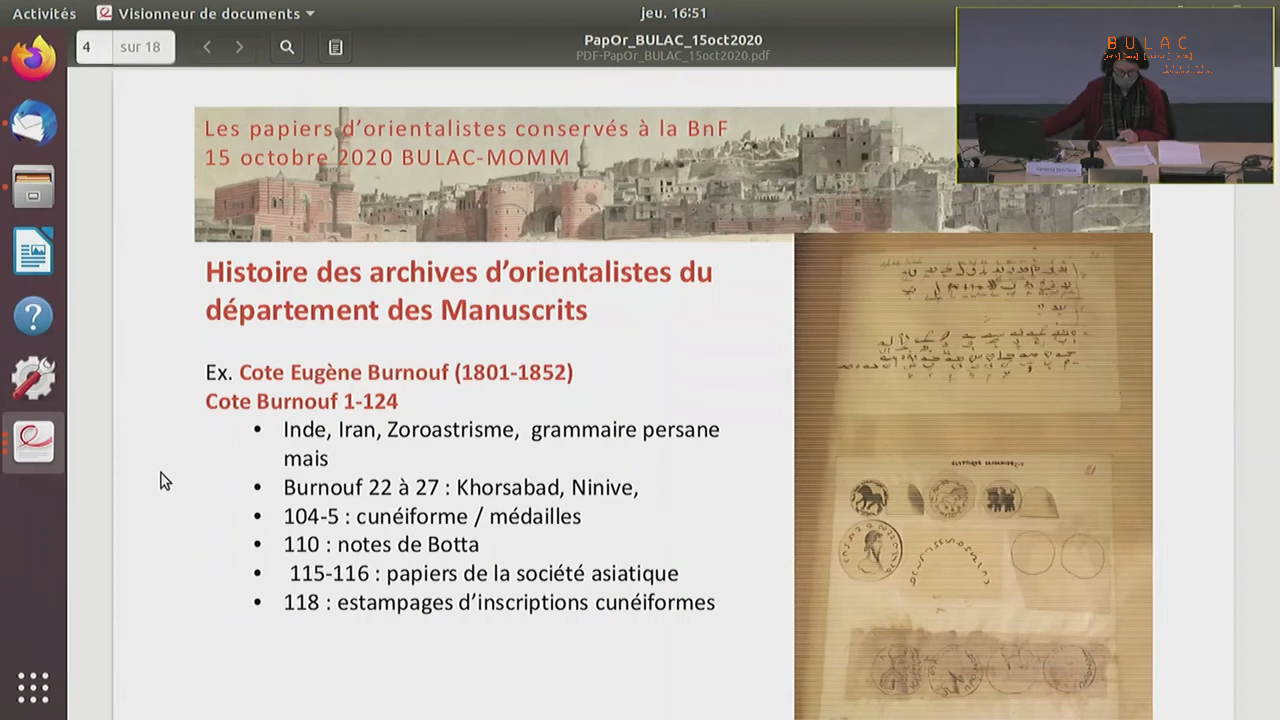 Activités
Visionneur de documents
jeu. 16:51
4
sur 18
PapOr_BULAC_15oct2020
PDF-PapOr_BULAC_15oct2020.pdf
BULAC
Les papiers d’orientalistes conservés à la BnF
15 octobre 2020 BULAC-MOMM
Histoire des archives d’orientalistes du
département des Manuscrits
Ex. Cote Eugène Burnouf (1801-1852)
Cote Burnouf 1-124
• Inde, Iran, Zoroastrisme, grammaire persane
mais
• Burnouf 22 à 27 : Khorsabad, Ninive,
• 104-5 : cunéiforme / médailles
• 110 : notes de Botta
• 115-116 : papiers de la société asiatique
• 118 : estampages d’inscriptions cunéiformes